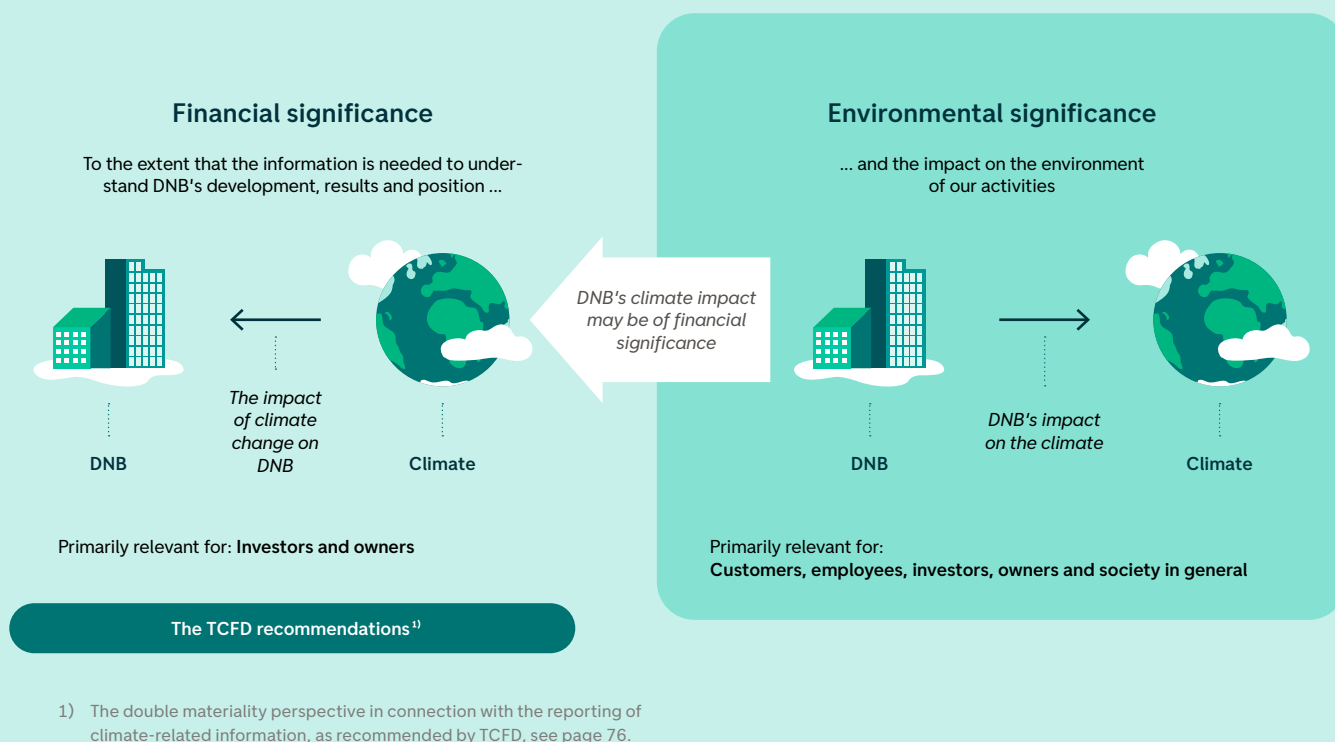 Financial significance
To the extent that the information is needed to under-
stand DNB's development, results and position ...
The impact
of climate
change on
DNB
DNB
Climate
Primarily relevant for: Investors and owners
The TCFD recommendations 1)
DNB's climate impact
may be of financial
significance
Environmental significance
... and the impact on the environment
of our activities
DNB's impact
on the climate
DNB
Climate
Primarily relevant for:
Customers, employees, investors, owners and society in general
1) The double materiality perspective in connection with the reporting of
climate-related information, as recommended by TCFD, see page 76.